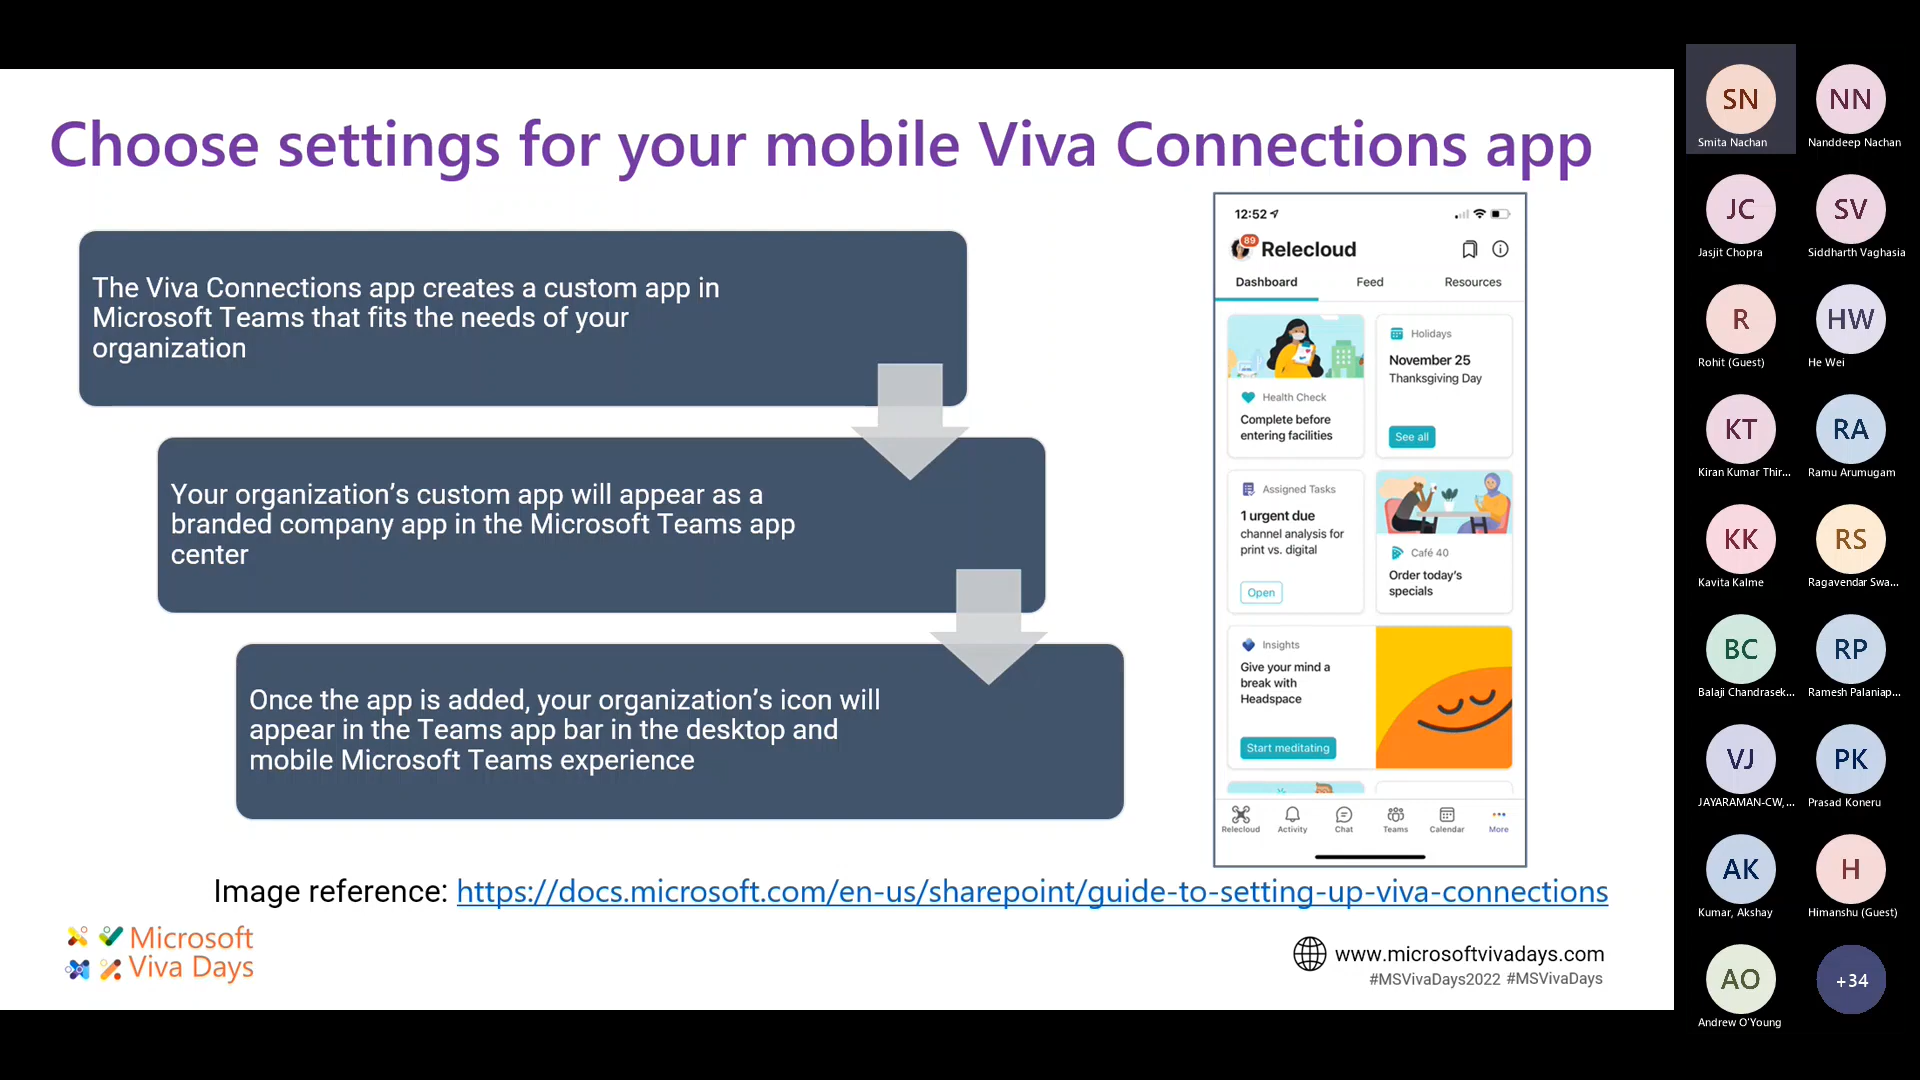 Choose settings for your mobile Viva Connections app
The Viva Connections app creates a custom app in
Microsoft Teams that fits the needs of your
organization
Your organization's custom app will appear as a
branded company app in the Microsoft Teams app
center
Once the app is added, your organization's icon will
appear in the Teams app bar in the desktop and
mobile Microsoft Teams experience
12:52
89
Relecloud
Dashboard Feed Resources
Health Check
Complete before
entering facilities
Holidays
November 25
Thanksgiving Day
See all
Assigned Tasks
1 urgent due
channel analysis for
print vs. digital
Open
Café 40
Order today's
specials
Insights
Give your mind a
break with
Headspace
Start meditating
Relecloud Activity Chat Teams Calendar More
Image reference: https://docs.microsoft.com/en-us/sharepoint/guide-to-setting-up-viva-connections
Microsoft
Viva Days
www.microsoftvivadays.com
#MSVivaDays2022 #MSVivaDays
SN NN
Smita Nachan Nanddeep Nachan
JC SV
Jasjit Chopra Siddharth Vaghasia
R HW
Rohit (Guest) He Wei
KT RA
Kiran Kumar Thir... Ramu Arumugam
KK RS
Kavita Kalme Ragavendar Swa...
BC RP
Balaji Chandrasek... Ramesh Palaniap...
VJ PK
JAYARAMAN-CW,... Prasad Koneru
AK H
Kumar, Akshay Himanshu (Guest)
AO +34
Andrew O'Young